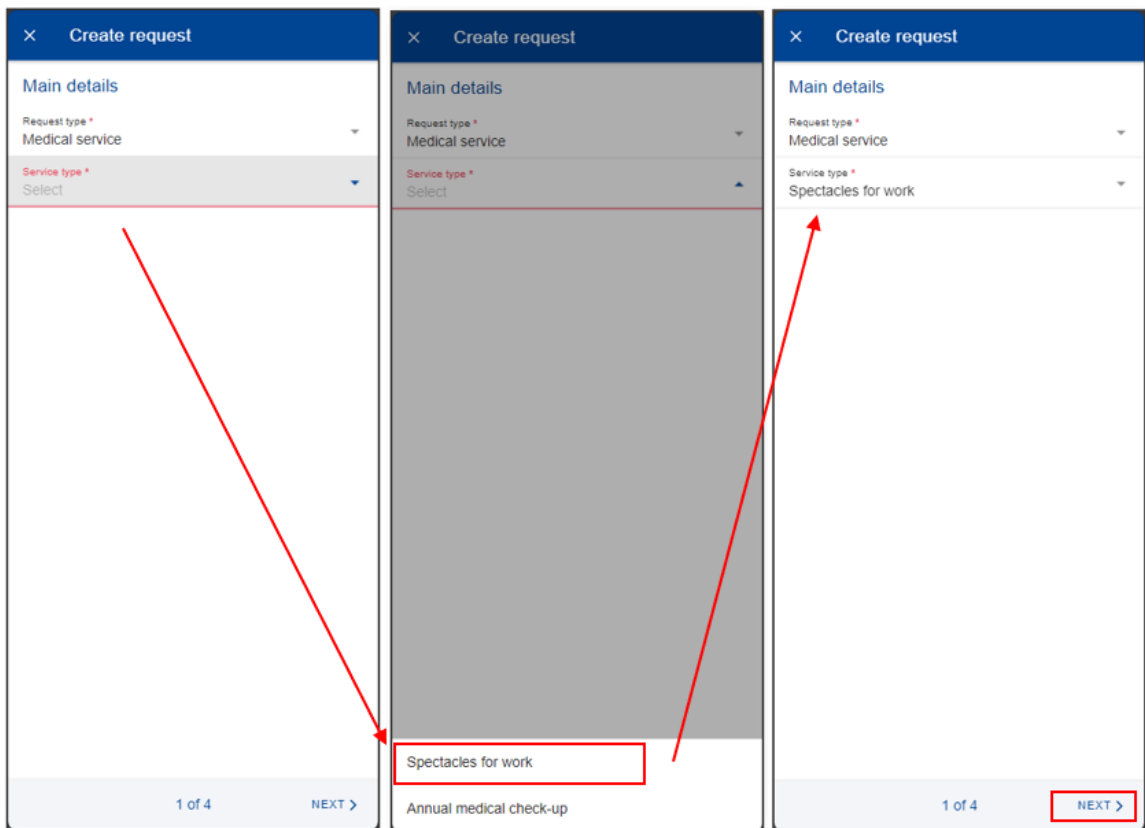 × Create request
Main details
Request type *
Medical service
Service type *
Select
1 of 4 NEXT >
× Create request
Main details
Request type *
Medical service
Service type *
Select
Spectacles for work
Annual medical check-up
× Create request
Main details
Request type *
Medical service
Service type *
Spectacles for work
1 of 4 NEXT >